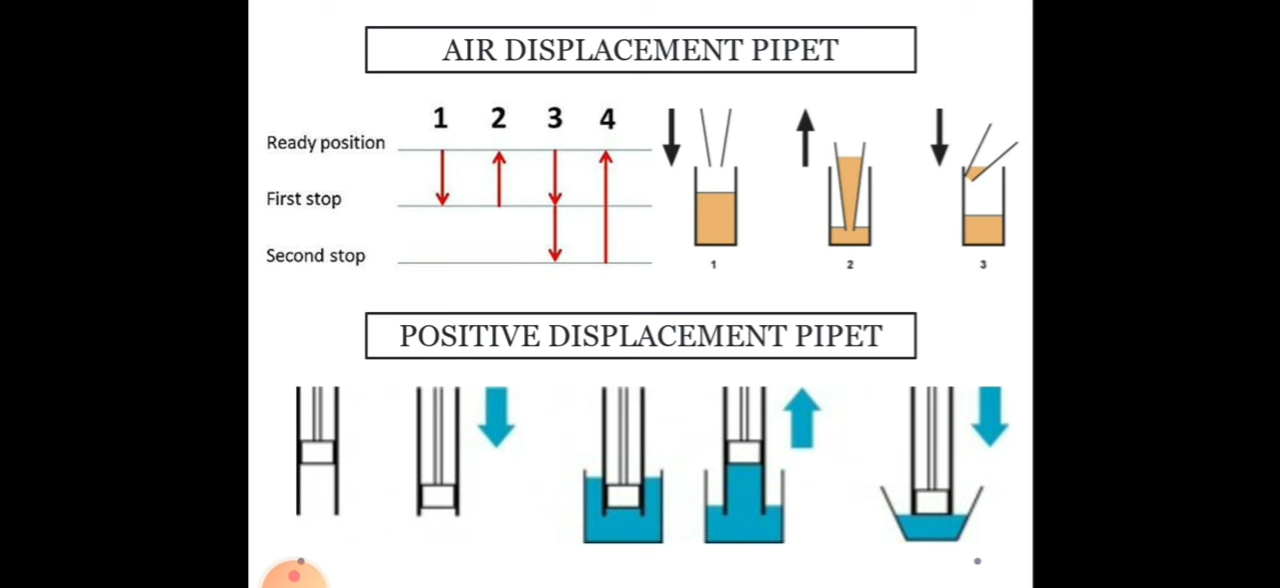 AIR DISPLACEMENT PIPET
1 2 3 4
Ready position
First stop
Second stop
1 2 3
POSITIVE DISPLACEMENT PIPET